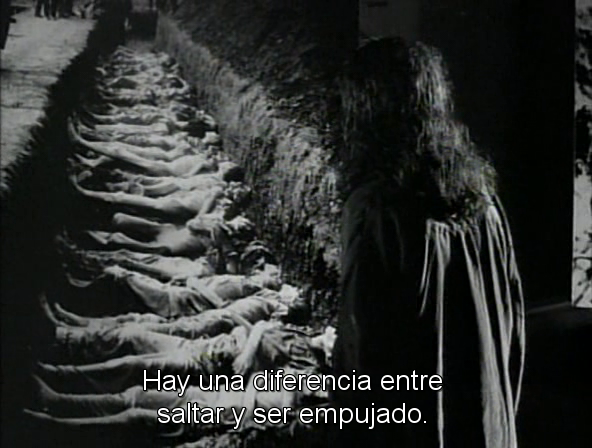 Hay una diferencia entre
saltar y ser empujado.